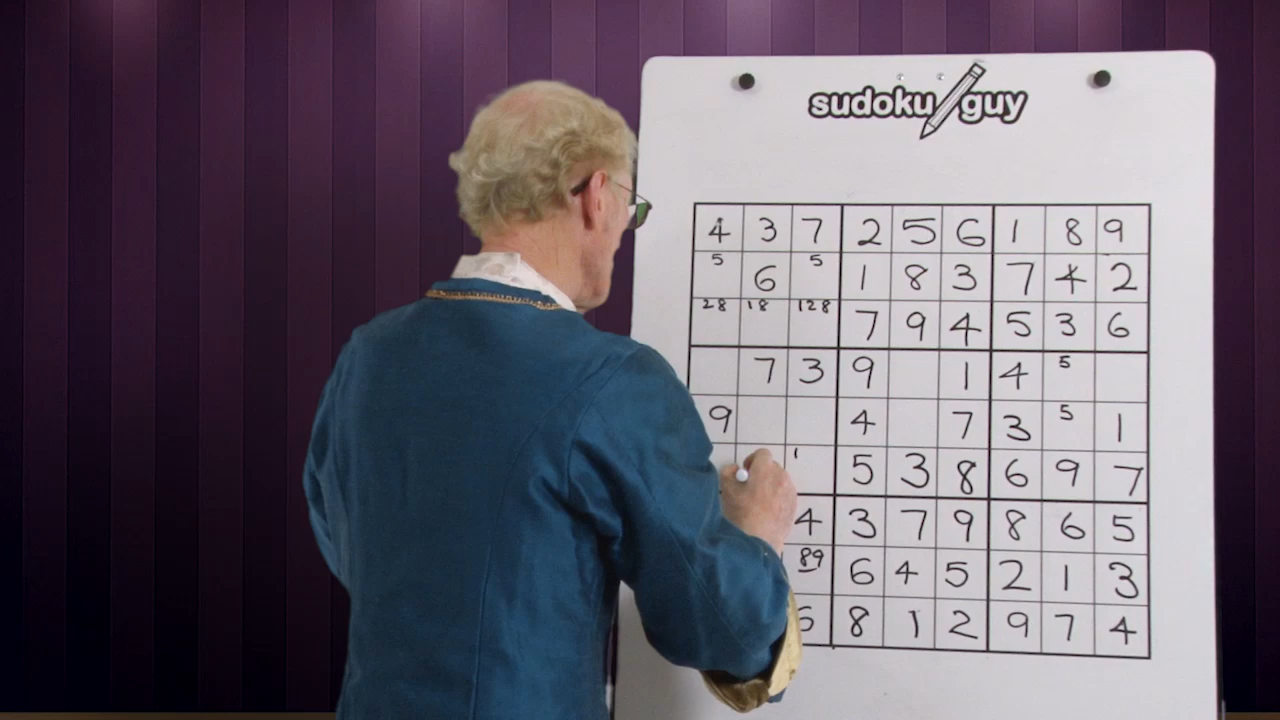 sudoku guy
4 3 7 2 5 6 1 8 9
5 6 5 1 8 3 7 4 2
28 18 128 7 9 4 5 3 6
7 3 9 1 4 5
9 4 7 3 5 1
1 5 3 8 6 9 7
4 3 7 9 8 6 5
89 6 4 5 2 1 3
8 1 2 9 7 4